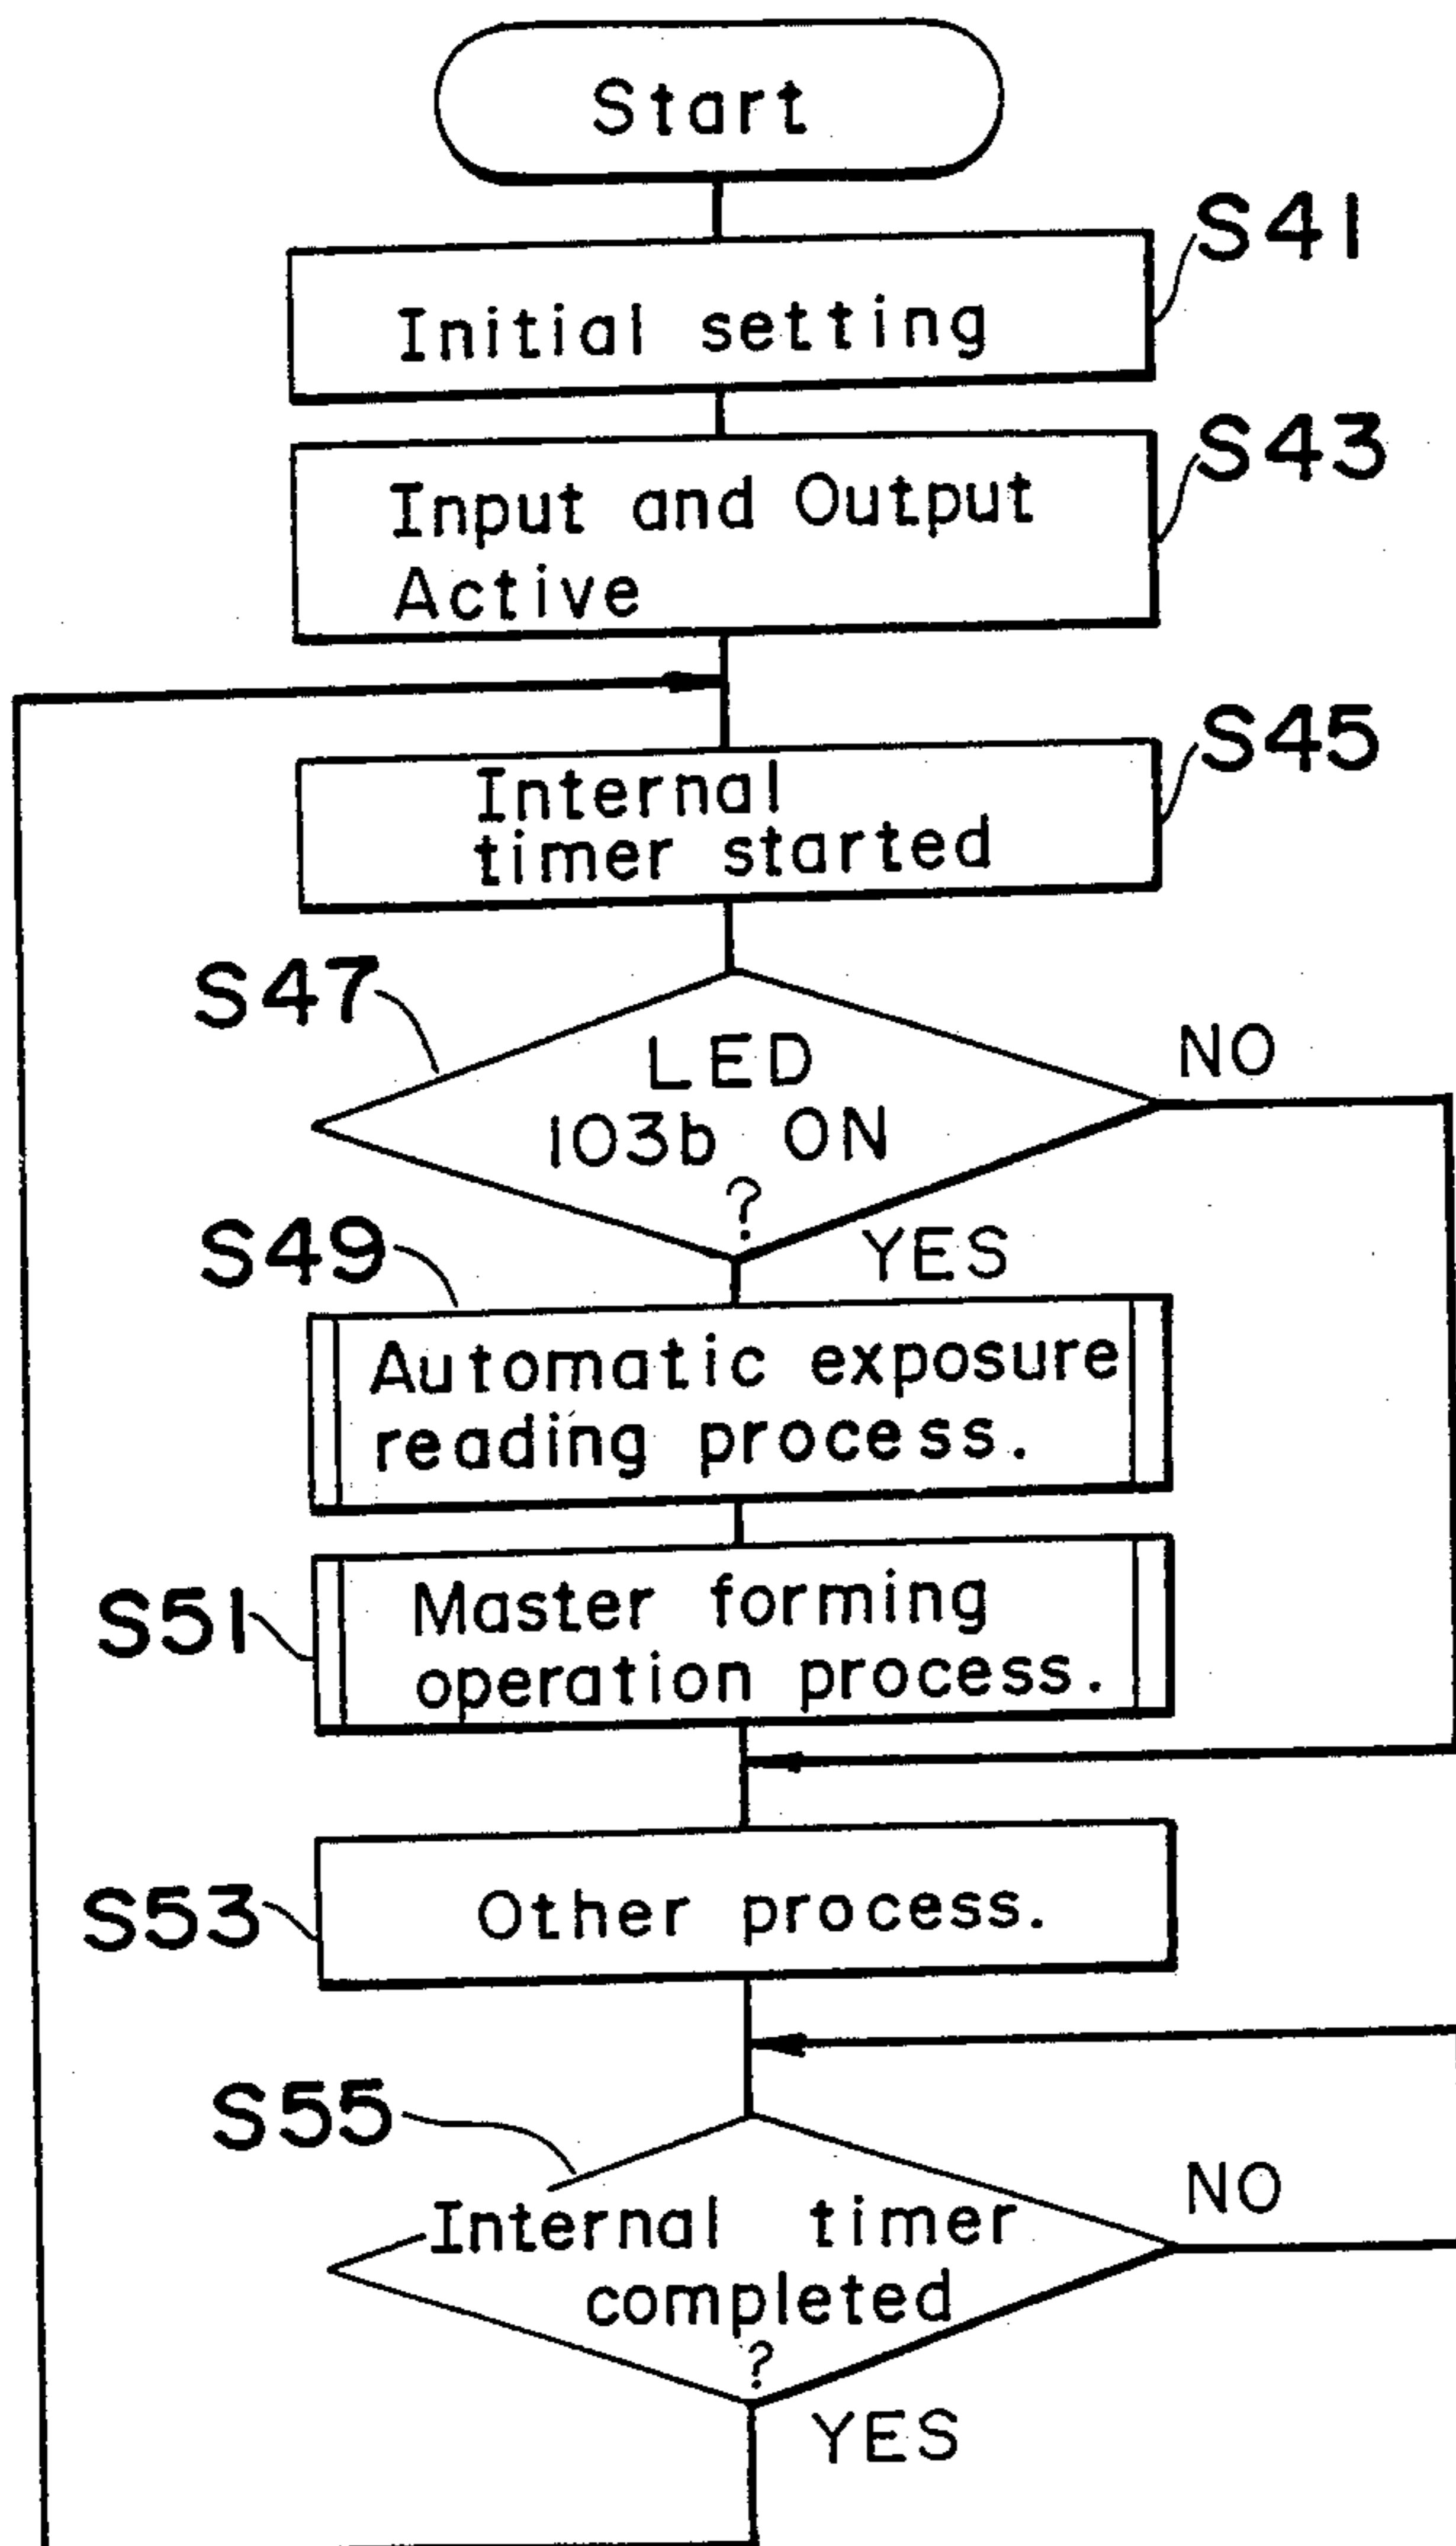 Start
S41
Initial setting
S43
Input and Output
Active
S45
Internal
timer started
S47
LED
103b ON
?
NO
YES
S49
Automatic exposure
reading process.
S51
Master forming
operation process.
S53
Other process.
S55
Internal timer
completed
?
NO
YES